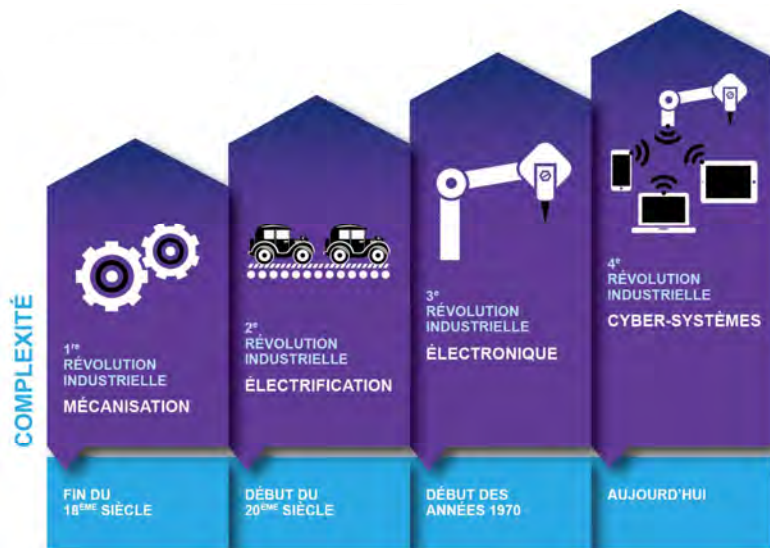 COMPLEXITÉ
1re
RÉVOLUTION
INDUSTRIELLE
MÉCANISATION
FIN DU
18ÈME SIÈCLE
2e
RÉVOLUTION
INDUSTRIELLE
ÉLECTRIFICATION
DÉBUT DU
20ÈME SIÈCLE
3e
RÉVOLUTION
INDUSTRIELLE
ÉLECTRONIQUE
DÉBUT DES
ANNÉES 1970
4e
RÉVOLUTION
INDUSTRIELLE
CYBER-SYSTÈMES
AUJOURD'HUI